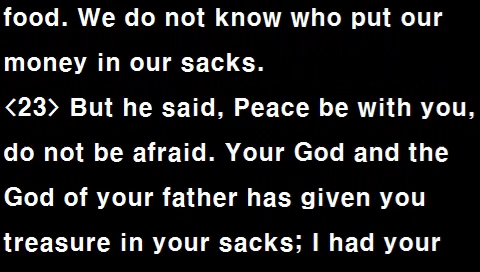 food. We do not know who put our
money in our sacks.
<23> But he said, Peace be with you,
do not be afraid. Your God and the
God of your father has given you
treasure in your sacks; I had your